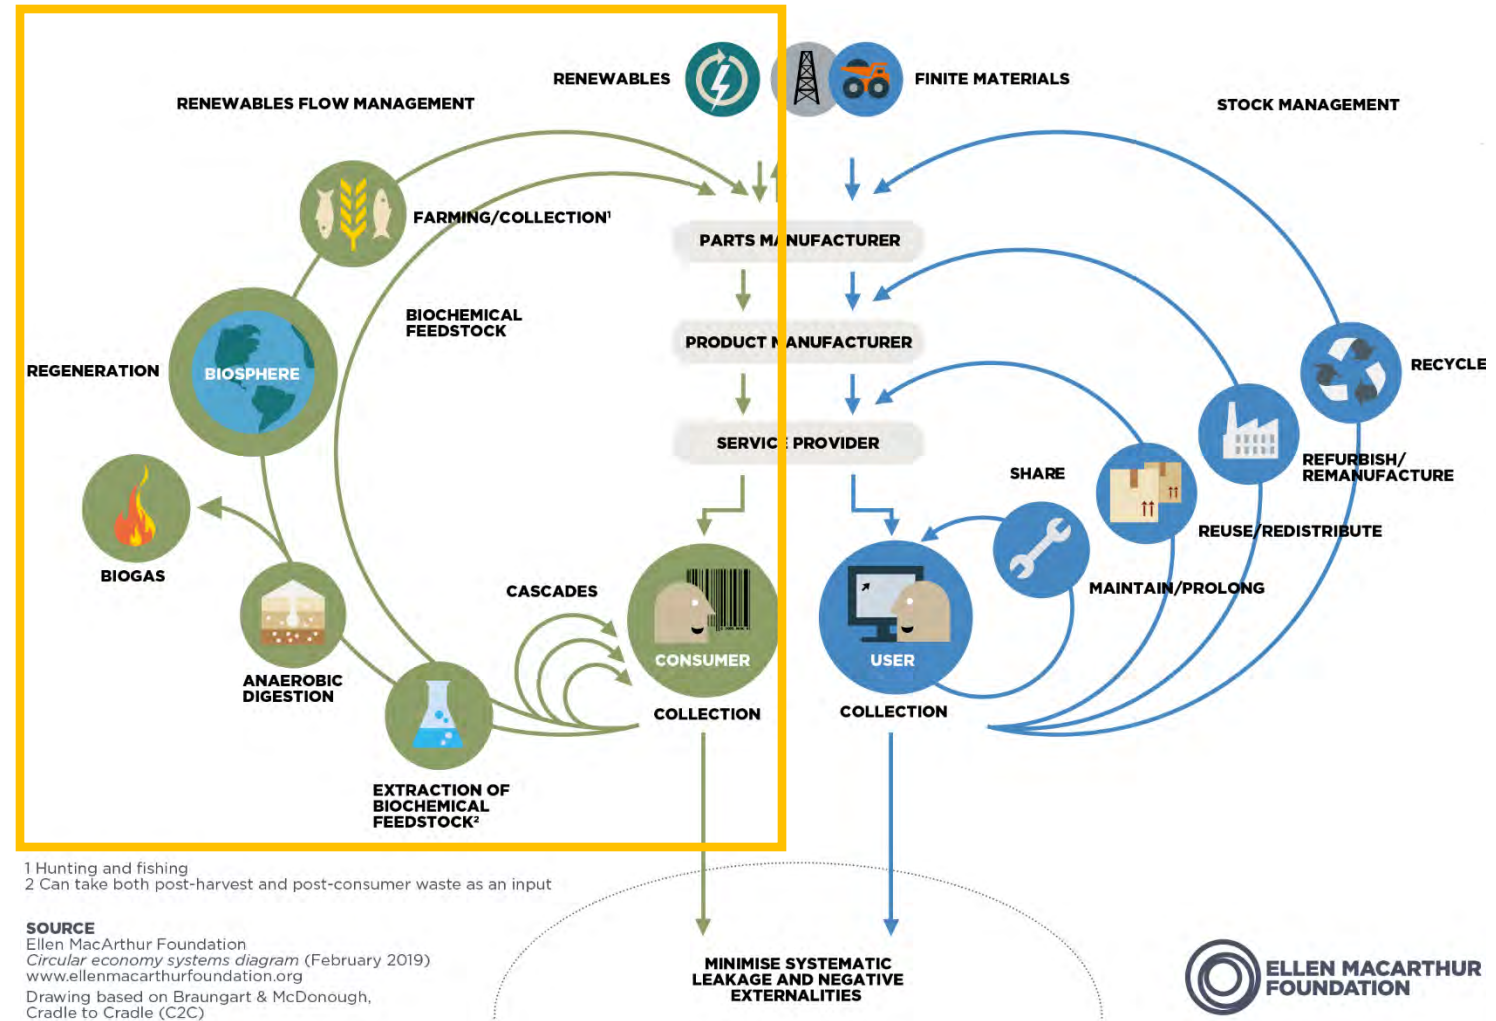 RENEWABLES
FINITE MATERIALS
RENEWABLES FLOW MANAGEMENT
STOCK MANAGEMENT
FARMING/COLLECTION¹
PARTS MANUFACTURER
BIOCHEMICAL
FEEDSTOCK
PRODUCT MANUFACTURER
REGENERATION
BIOSPHERE
RECYCLE
SERVICE PROVIDER
SHARE
REFURBISH/
REMANUFACTURE
REUSE/REDISTRIBUTE
BIOGAS
CASCADES
MAINTAIN/PROLONG
CONSUMER
USER
ANAEROBIC
DIGESTION
COLLECTION
COLLECTION
EXTRACTION OF
BIOCHEMICAL
FEEDSTOCK²
1 Hunting and fishing
2 Can take both post-harvest and post-consumer waste as an input
SOURCE
Ellen MacArthur Foundation
Circular economy systems diagram (February 2019)
www.ellenmacarthurfoundation.org
Drawing based on Braungart & McDonough,
Cradle to Cradle (C2C)
MINIMISE SYSTEMATIC
LEAKAGE AND NEGATIVE
EXTERNALITIES
ELLEN MACARTHUR
FOUNDATION